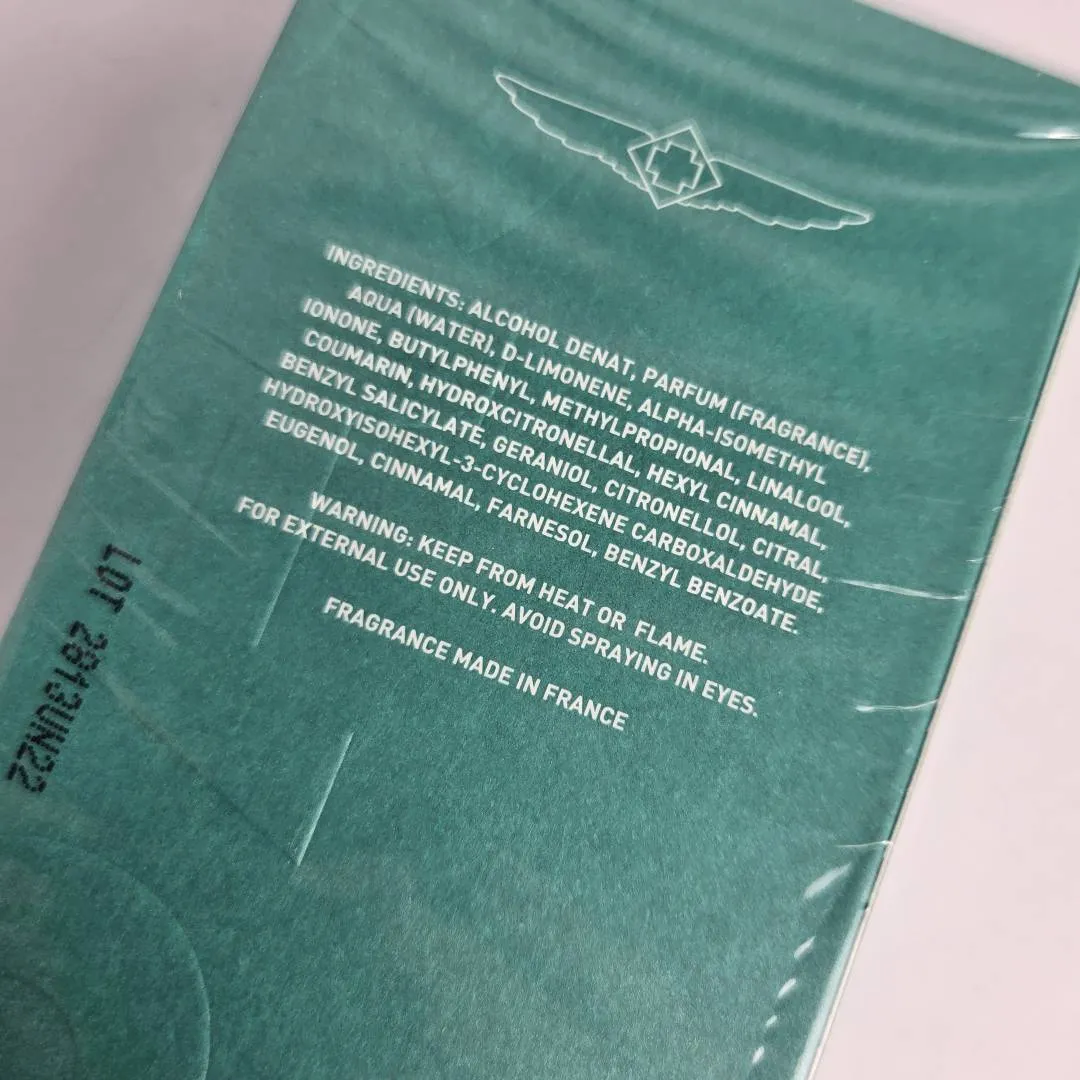 INGREDIENTS: ALCOHOL DENAT, PARFUM (FRAGRANCE),
AQUA (WATER), D-LIMONENE, ALPHA-ISOMETHYL
IONONE, BUTYLPHENYL, METHYLPROPIONAL, LINALOOL,
COUMARIN, HYDROXCITRONELLAL, HEXYL CINNAMAL,
BENZYL SALICYLATE, GERANIOL, CITRONELLOL, CITRAL,
HYDROXYISOHEXYL-3-CYCLOHEXENE CARBOXALDEHYDE,
EUGENOL, CINNAMAL, FARNESOL, BENZYL BENZOATE.
WARNING: KEEP FROM HEAT OR FLAME.
FOR EXTERNAL USE ONLY. AVOID SPRAYING IN EYES.
FRAGRANCE MADE IN FRANCE
LOT 2813UN22